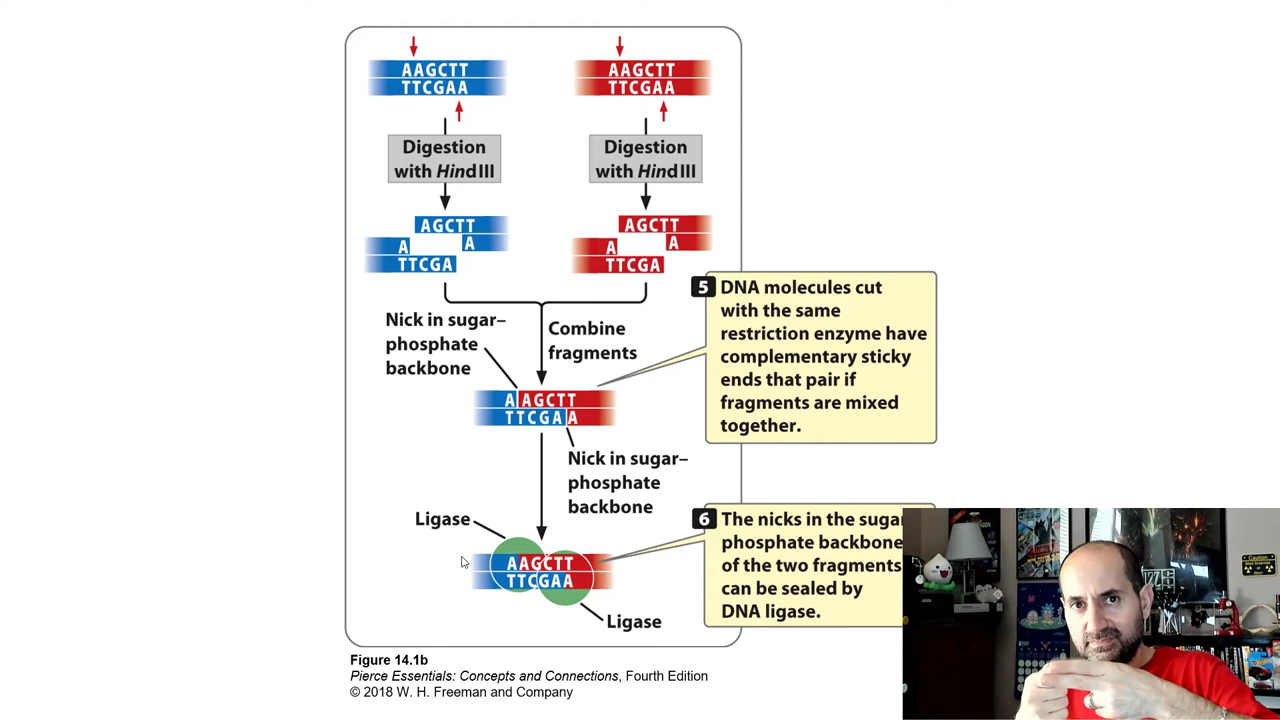 AAGCTT
TTCGAA
AAGCTT
TTCGAA
Digestion
with HindIII
Digestion
with HindIII
AGCTT
A A
TTCGA
AGCTT
A A
TTCGA
Nick in sugar–
phosphate
backbone
Combine
fragments
5 DNA molecules cut
with the same
restriction enzyme have
complementary sticky
ends that pair if
fragments are mixed
together.
A AGCTT
TTCGA A
Nick in sugar–
phosphate
backbone
Ligase
AAGCTT
TTCGAA
Ligase
6 The nicks in the sugar
phosphate backbone
of the two fragments
can be sealed by
DNA ligase.
Figure 14.1b
Pierce Essentials: Concepts and Connections, Fourth Edition
© 2018 W. H. Freeman and Company